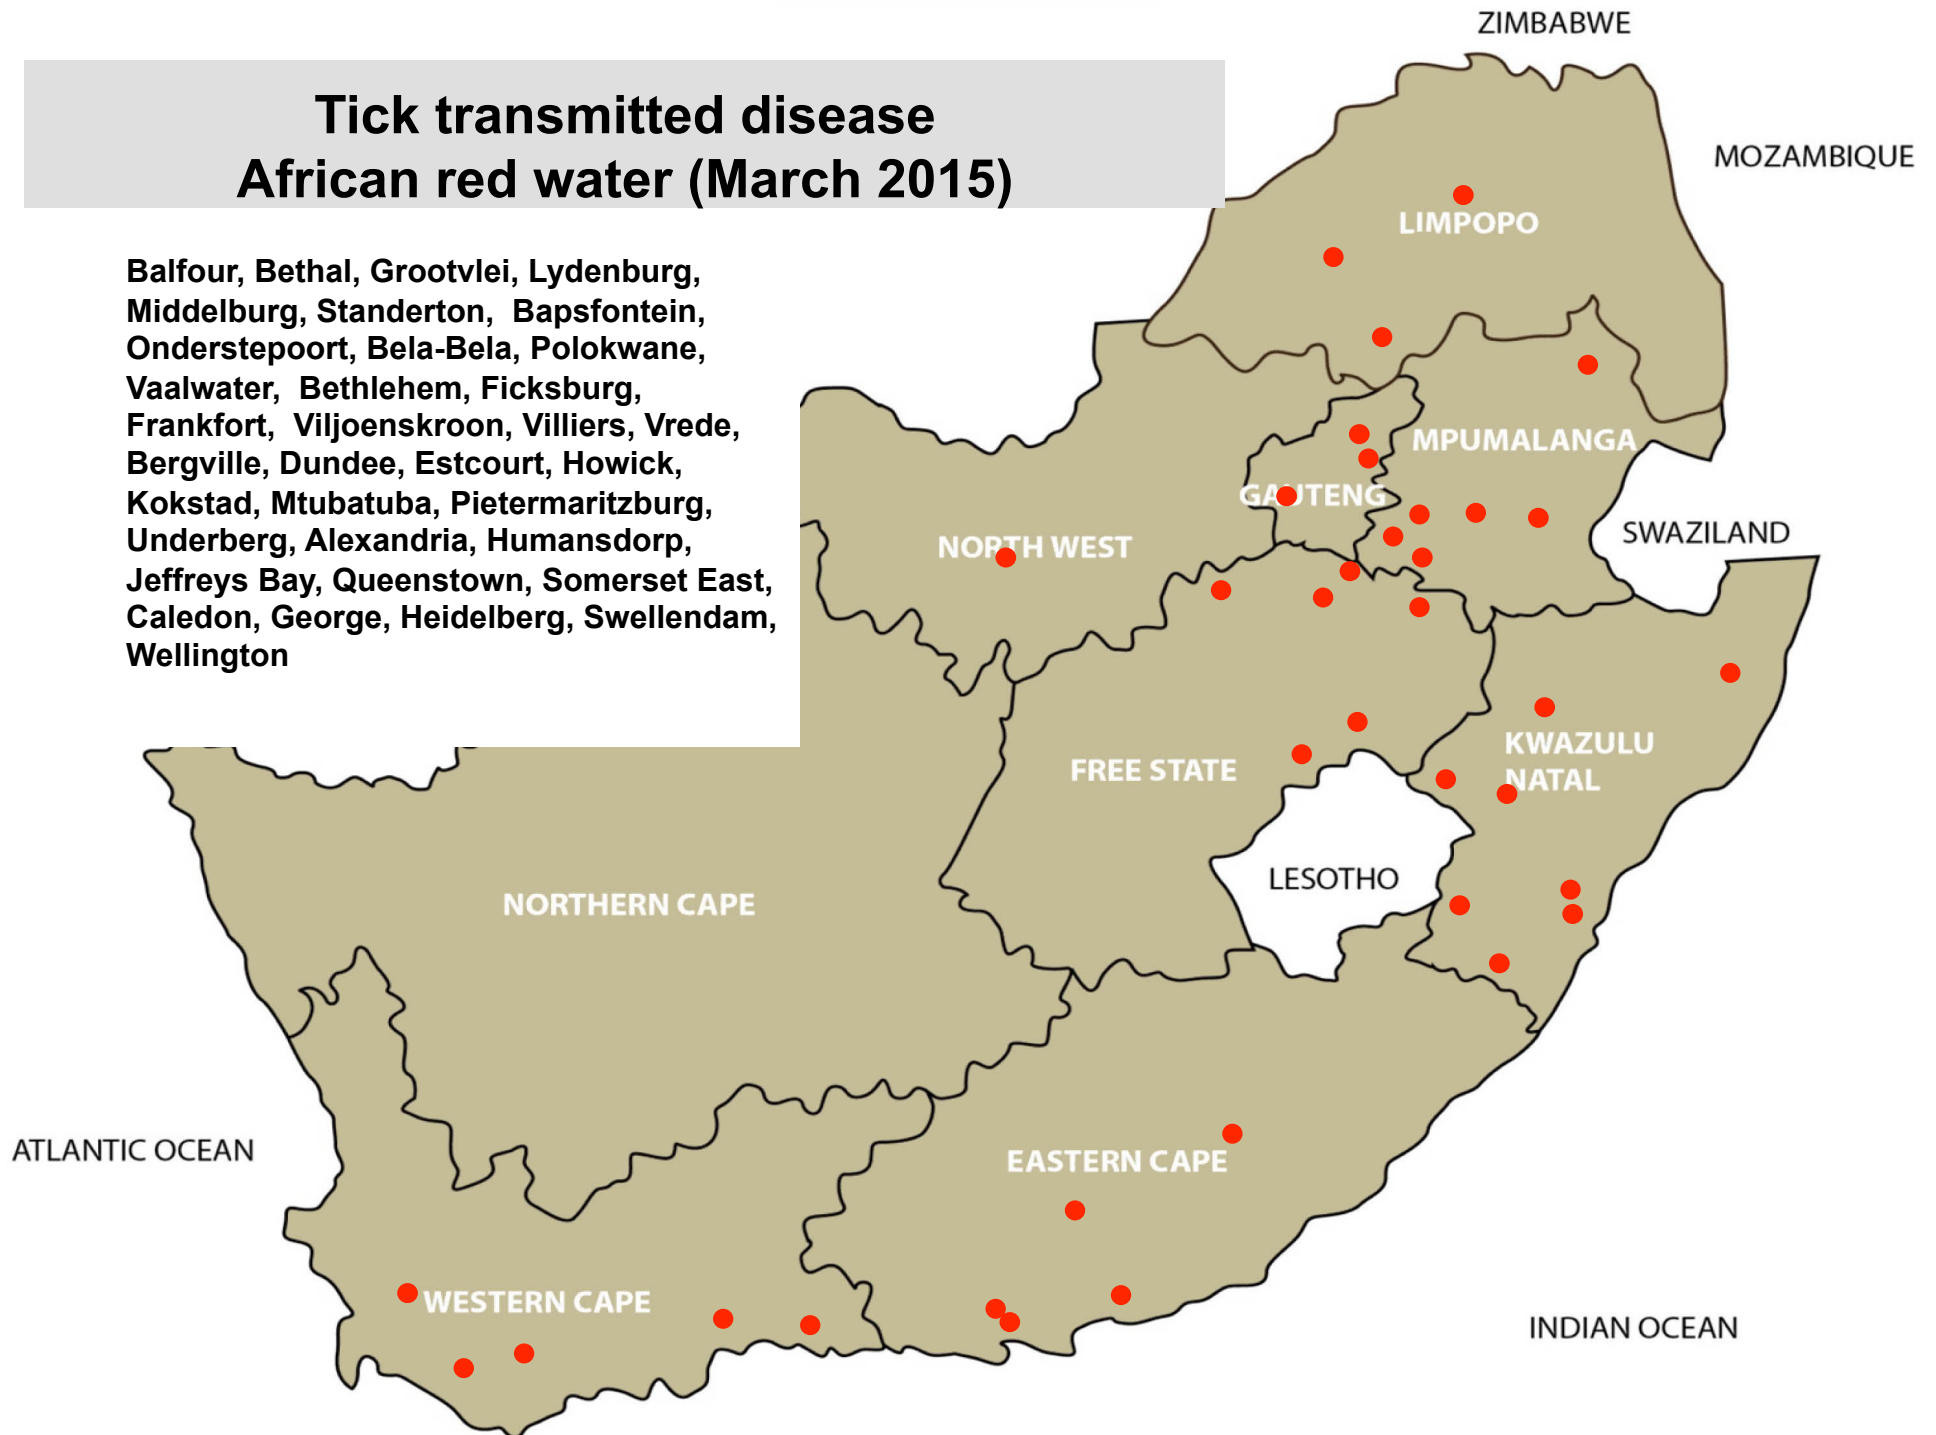 ZIMBABWE
Tick transmitted disease
African red water (March 2015)
MOZAMBIQUE
LIMPOPO
Balfour, Bethal, Grootvlei, Lydenburg,
Middelburg, Standerton,  Bapsfontein,
Onderstepoort, Bela-Bela, Polokwane,
Vaalwater,  Bethlehem, Ficksburg,
Frankfort,  Viljoenskroon, Villiers, Vrede,
Bergville, Dundee, Estcourt, Howick,
Kokstad, Mtubatuba, Pietermaritzburg,
Underberg, Alexandria, Humansdorp,
Jeffreys Bay, Queenstown, Somerset East,
Caledon, George, Heidelberg, Swellendam,
Wellington
MPUMALANGA
GAUTENG
SWAZILAND
NORTH WEST
KWAZULU
NATAL
FREE STATE
LESOTHO
NORTHERN CAPE
ATLANTIC OCEAN
EASTERN CAPE
WESTERN CAPE
INDIAN OCEAN